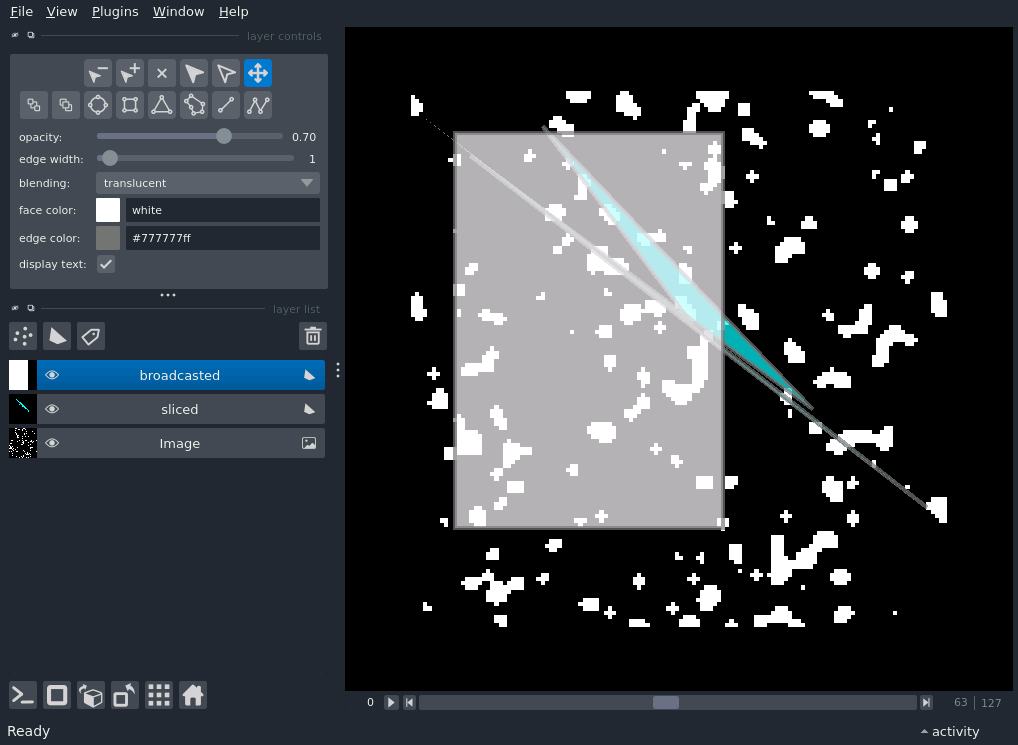 File View Plugins Window Help
layer controls
opacity: 0.70
edge width: 1
blending: translucent
face color: white
edge color: #777777ff
display text:
layer list
broadcasted
sliced
Image
0 63 | 127
Ready activity